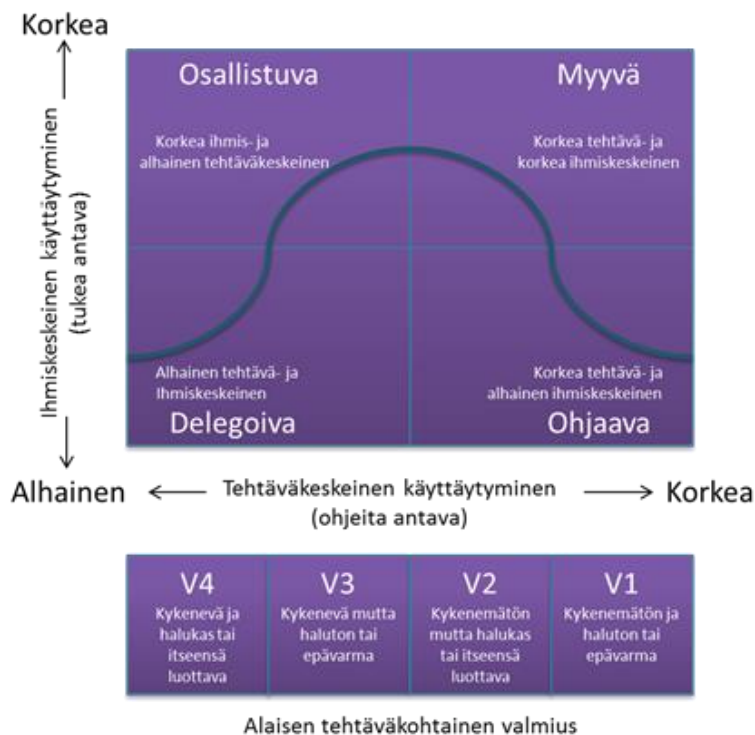 Korkea
Osallistuva
Myyvä
Korkea ihmis- ja
alhainen tehtäväkeskeinen
Korkea tehtävä- ja
korkea ihmiskeskeinen
Ihmiskeskeinen käyttäytyminen
(tukea antava)
Alhainen tehtävä- ja
Ihmiskeskeinen
Delegoiva
Korkea tehtävä- ja
alhainen ihmiskeskeinen
Ohjaava
Alhainen
Tehtäväkeskeinen käyttäytyminen
(ohjeita antava)
Korkea
V4
Kykenevä ja
halukas tai
itseensä
luottava
V3
Kykenevä mutta
haluton tai
epävarma
V2
Kykenemätön
mutta halukas
tai itseensä
luottava
V1
Kykenemätön ja
haluton tai
epävarma
Alaisen tehtäväkohtainen valmius